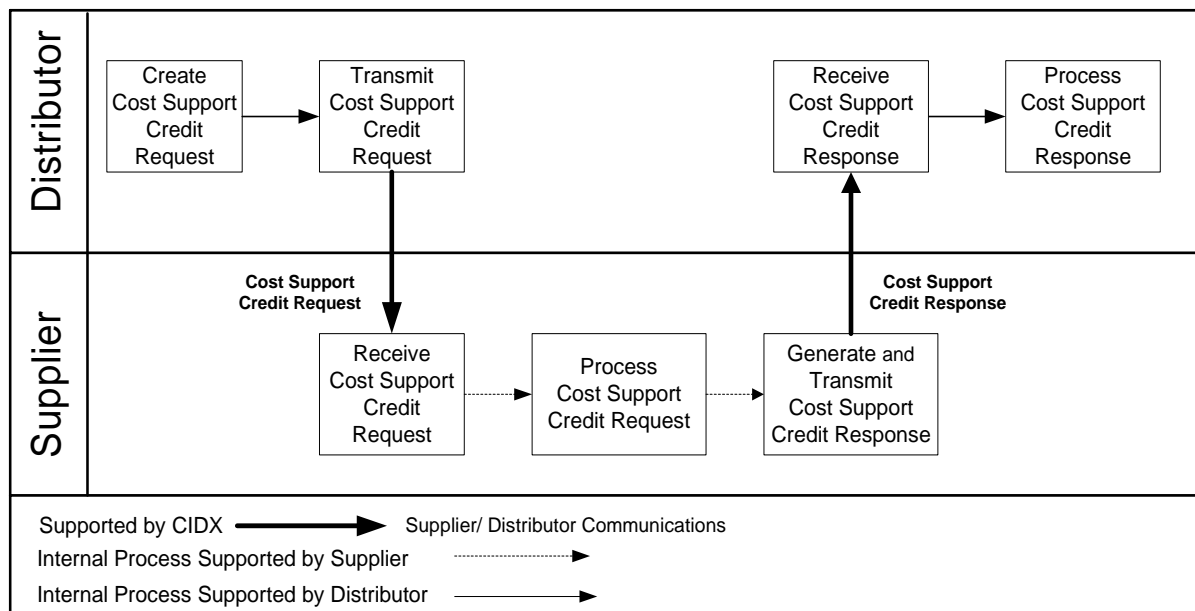 Distributor
Create
Cost Support
Credit
Request
Transmit
Cost Support
Credit
Request
Receive
Cost Support
Credit
Response
Process
Cost Support
Credit
Response
Cost Support
Credit Request
Cost Support
Credit Response
Supplier
Receive
Cost Support
Credit
Request
Process
Cost Support
Credit Request
Generate and
Transmit
Cost Support
Credit Response
Supported by CIDX
Supplier/ Distributor Communications
Internal Process Supported by Supplier
Internal Process Supported by Distributor